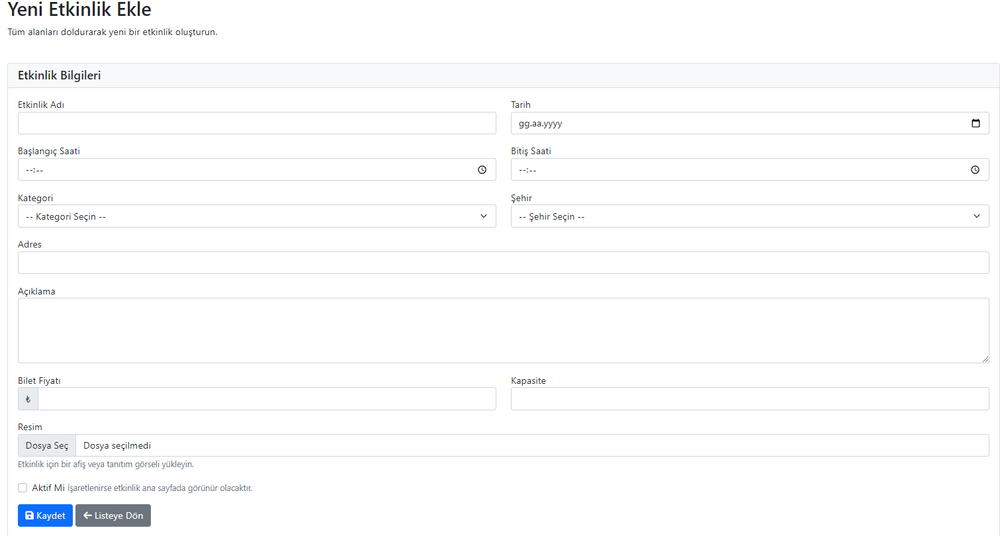 Yeni Etkinlik Ekle
Tüm alanları doldurarak yeni bir etkinlik oluşturun.
Etkinlik Bilgileri
Etkinlik Adı
Tarih
gg.aa.yyyy
Başlangıç Saati
Bitiş Saati
--:--
--:--
Kategori
Şehir
-- Kategori Seçin --
-- Şehir Seçin --
Adres
Açıklama
Bilet Fiyatı
Kapasite
₺
Resim
Dosya Seç Dosya seçilmedi
Etkinlik için bir afiş veya tanıtım görseli yükleyin.
Aktif Mi İşaretlenirse etkinlik ana sayfada görünür olacaktır.
Kaydet Listeye Dön